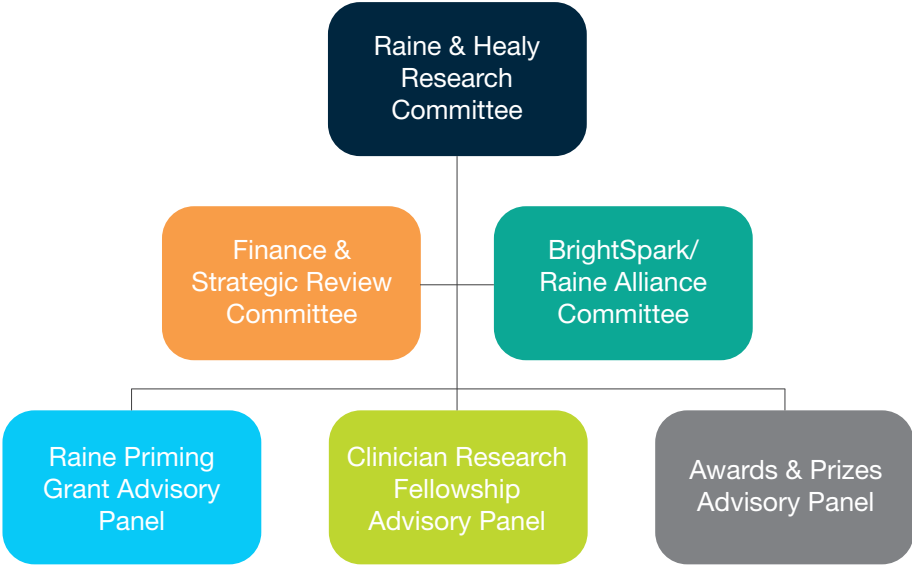 Raine & Healy
Research
Committee
Finance &
Strategic Review
Committee
BrightSpark/
Raine Alliance
Committee
Raine Priming
Grant Advisory
Panel
Clinician Research
Fellowship
Advisory Panel
Awards & Prizes
Advisory Panel